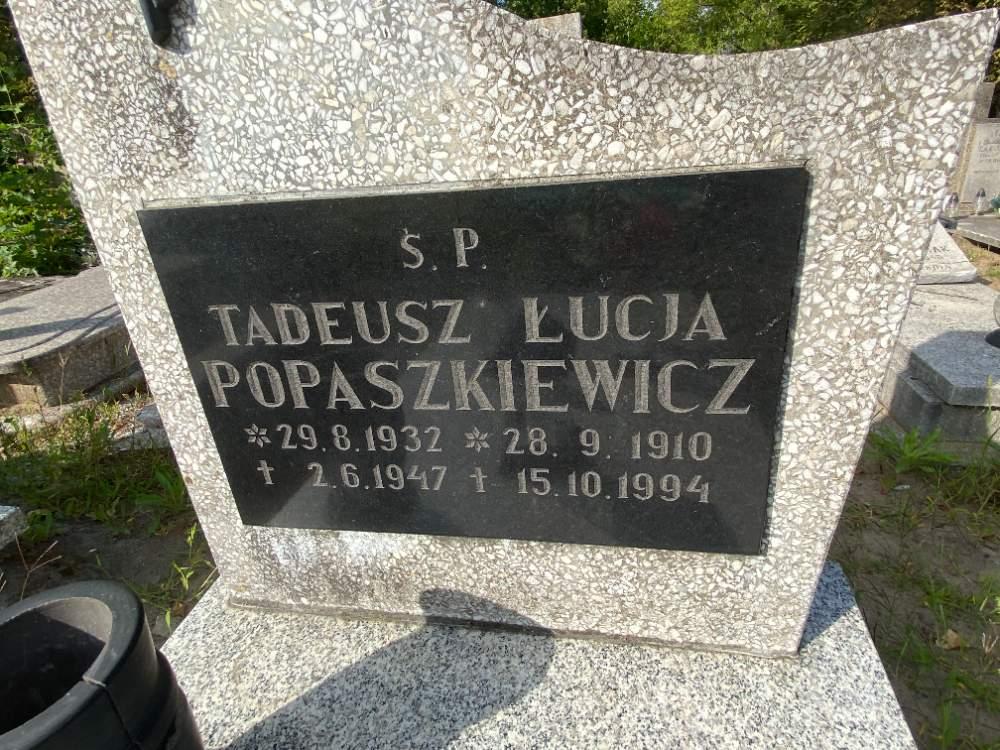 Ś. P.
TADEUSZ ŁUCJA
POPASZKIEWICZ
* 29.8.1932 * 28. 9. 1910
† 2.6.1947 † 15.10.1994